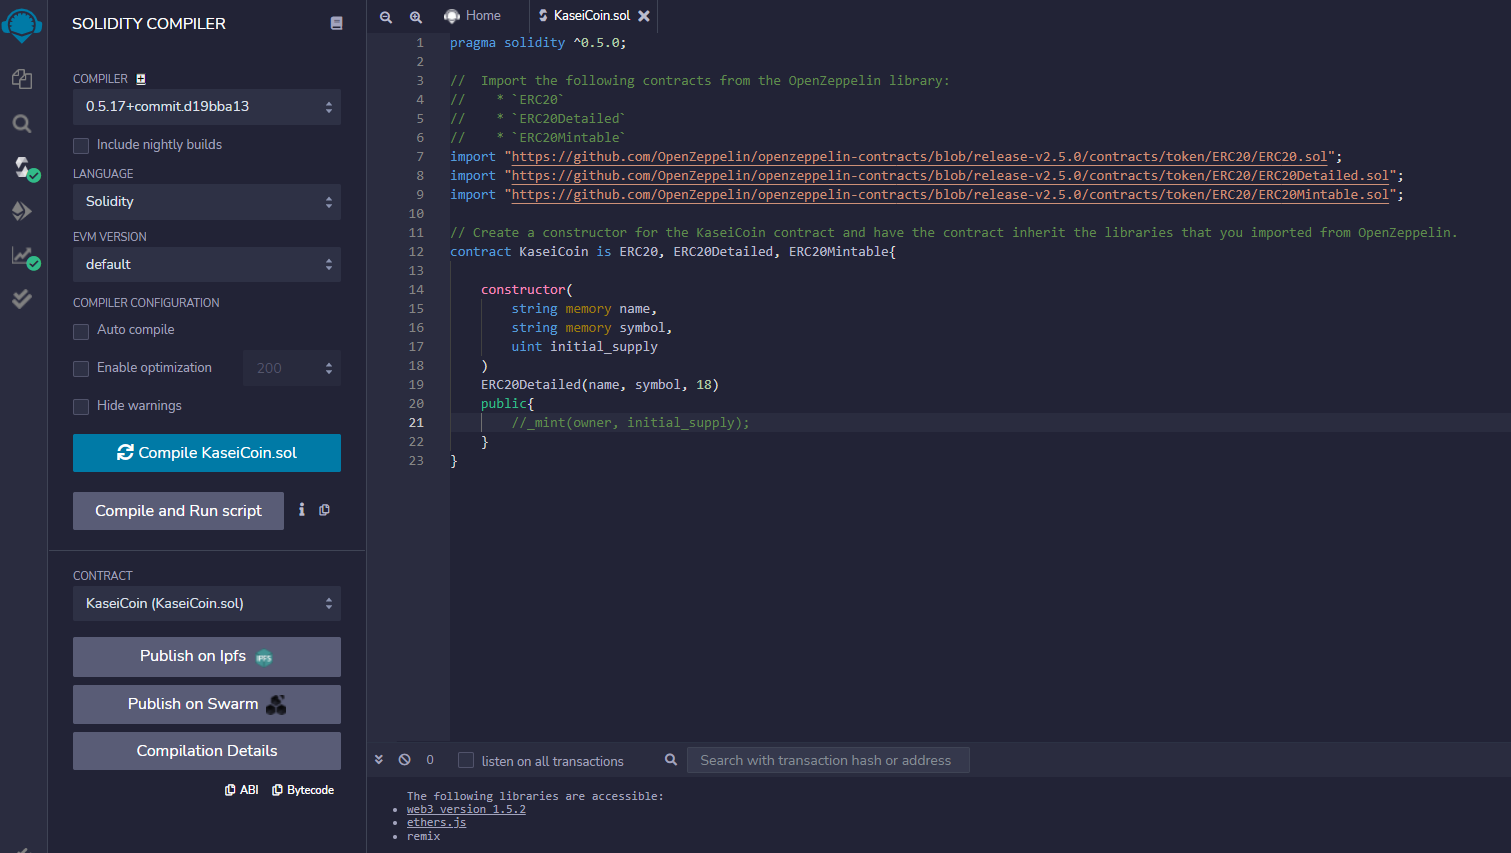 SOLIDITY COMPILER
COMPILER
0.5.17+commit.d19bba13
Include nightly builds
LANGUAGE
Solidity
EVM VERSION
default
COMPILER CONFIGURATION
Auto compile
Enable optimization
200
Hide warnings
Compile KaseiCoin.sol
Compile and Run script
i
CONTRACT
KaseiCoin (KaseiCoin.sol)
Publish on Ipfs
IPFS
Publish on Swarm
Compilation Details
ABI
Bytecode
Home
KaseiCoin.sol
1 pragma solidity ^0.5.0;
2
3 //  Import the following contracts from the OpenZeppelin library:
4 //    * `ERC20`
5 //    * `ERC20Detailed`
6 //    * `ERC20Mintable`
7 import "https://github.com/OpenZeppelin/openzeppelin-contracts/blob/release-v2.5.0/contracts/token/ERC20/ERC20.sol";
8 import "https://github.com/OpenZeppelin/openzeppelin-contracts/blob/release-v2.5.0/contracts/token/ERC20/ERC20Detailed.sol";
9 import "https://github.com/OpenZeppelin/openzeppelin-contracts/blob/release-v2.5.0/contracts/token/ERC20/ERC20Mintable.sol";
10
11 // Create a constructor for the KaseiCoin contract and have the contract inherit the libraries that you imported from OpenZeppelin.
12 contract KaseiCoin is ERC20, ERC20Detailed, ERC20Mintable{
13
14     constructor(
15         string memory name,
16         string memory symbol,
17         uint initial_supply
18     )
19     ERC20Detailed(name, symbol, 18)
20     public{
21         //_mint(owner, initial_supply);
22     }
23 }
0
listen on all transactions
Search with transaction hash or address
The following libraries are accessible:
• web3 version 1.5.2
• ethers.js
• remix